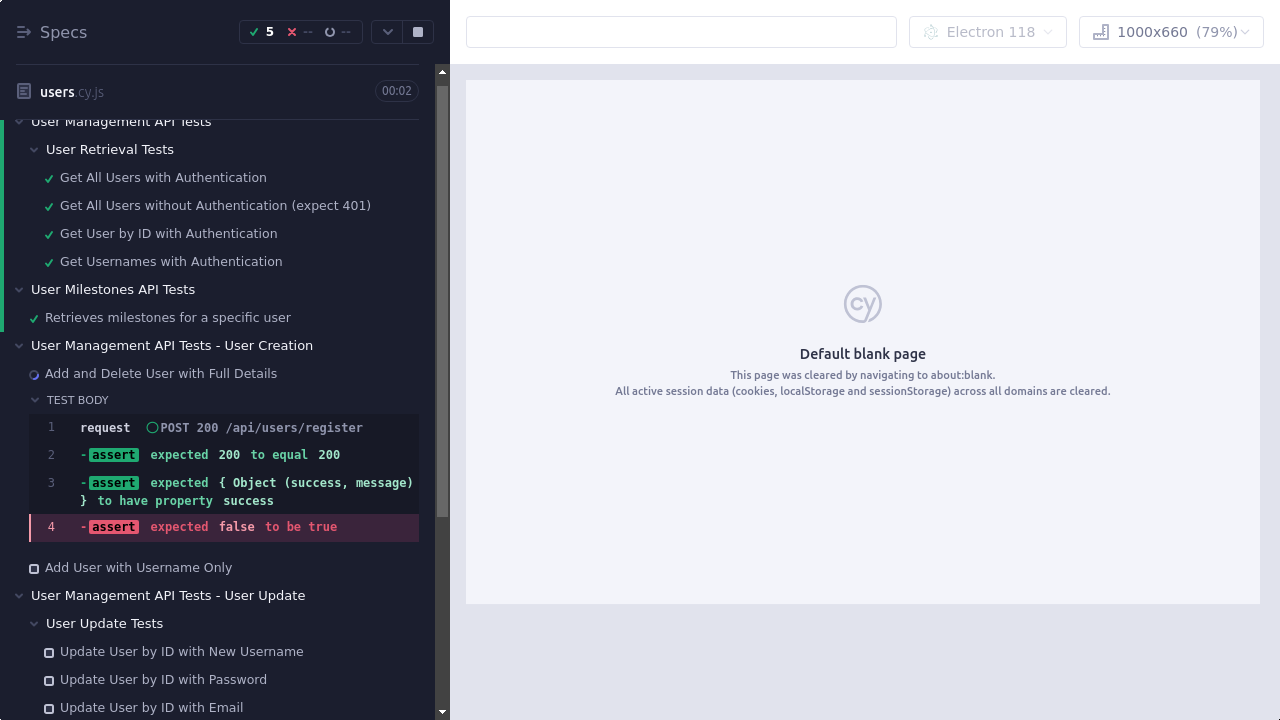 Specs
5
--
--
Electron 118
1000x660 (79%)
users.cy.js
00:02
User Management API Tests
User Retrieval Tests
Get All Users with Authentication
Get All Users without Authentication (expect 401)
Get User by ID with Authentication
Get Usernames with Authentication
User Milestones API Tests
Retrieves milestones for a specific user
User Management API Tests - User Creation
Add and Delete User with Full Details
TEST BODY
1 request POST 200 /api/users/register
2 -assert expected 200 to equal 200
3 -assert expected { Object (success, message)
} to have property success
4 -assert expected false to be true
Add User with Username Only
User Management API Tests - User Update
User Update Tests
Update User by ID with New Username
Update User by ID with Password
Update User by ID with Email
cy
Default blank page
This page was cleared by navigating to about:blank.
All active session data (cookies, localStorage and sessionStorage) across all domains are cleared.